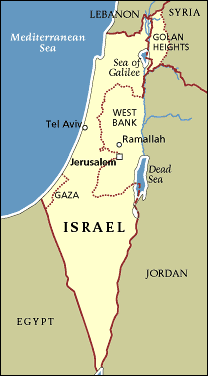 LEBANON
SYRIA
Mediterranean
Sea
GOLAN
HEIGHTS
Sea of
Galilee
WEST
BANK
Tel Aviv
Ramallah
Jerusalem
Dead
Sea
GAZA
ISRAEL
JORDAN
EGYPT